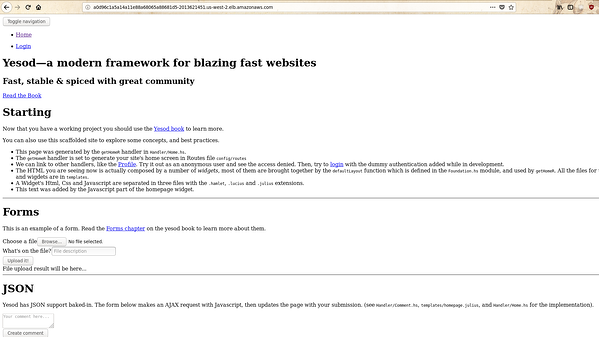 a0d96c1a5a14a11e88a68065a88681d5-2013621451.us-west-2.elb.amazonaws.com
Toggle navigation
Home
Login
Yesod—a modern framework for blazing fast websites
Fast, stable & spiced with great community
Read the Book
Starting
Now that you have a working project you should use the Yesod book to learn more.
You can also use this scaffolded site to explore some concepts, and best practices.
This page was generated by the getHomeR handler in Handler/Home.hs.
The getHomeR handler is set to generate your site's home screen in Routes file config/routes
We can link to other handlers, like the Profile. Try it out as an anonymous user and see the access denied. Then, try to login with the dummy authentication added while in development.
The HTML you are seeing now is actually composed by a number of widgets, most of them are brought together by the defaultLayout function which is defined in the Foundation.hs module, and used by getHomeR. All the files for
and wigdets are in templates.
A Widget's Html, Css and Javascript are separated in three files with the .hamlet, .lucius and .julius extensions.
This text was added by the Javascript part of the homepage widget.
Forms
This is an example of a form. Read the Forms chapter on the yesod book to learn more about them.
Choose a file Browse... No file selected.
What's on the file? File description
Upload it!
File upload result will be here...
JSON
Yesod has JSON support baked-in. The form below makes an AJAX request with Javascript, then updates the page with your submission. (see Handler/Comment.hs, templates/homepage.julius, and Handler/Home.hs for the implementation).
Your comment here...
Create comment